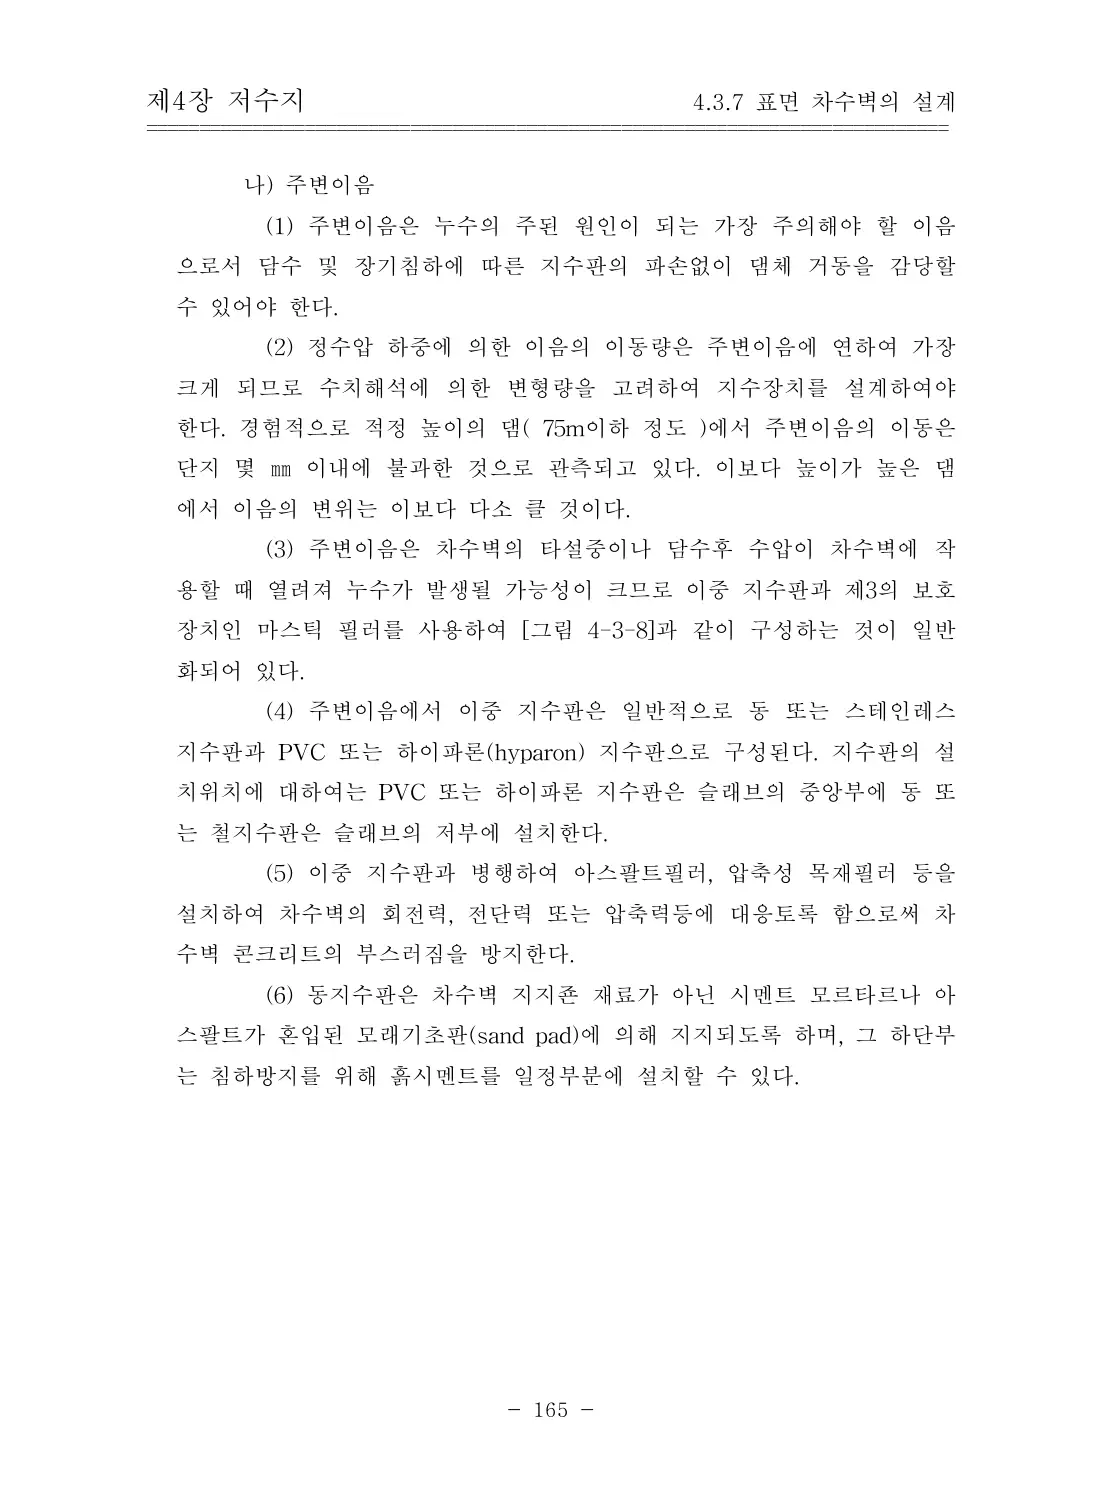 제4장 저수지 4.3.7 표면 차수벽의 설계
나) 주변이음
(1) 주변이음은 누수의 주된 원인이 되는 가장 주의해야 할 이음
으로서 담수 및 장기침하에 따른 지수판의 파손없이 댐체 거동을 감당할
수 있어야 한다.
(2) 정수압 하중에 의한 이음의 이동량은 주변이음에 연하여 가장
크게 되므로 수치해석에 의한 변형량을 고려하여 지수장치를 설계하여야
한다. 경험적으로 적정 높이의 댐( 75m이하 정도 )에서 주변이음의 이동은
단지 몇 ㎜ 이내에 불과한 것으로 관측되고 있다. 이보다 높이가 높은 댐
에서 이음의 변위는 이보다 다소 클 것이다.
(3) 주변이음은 차수벽의 타설중이나 담수후 수압이 차수벽에 작
용할 때 열려져 누수가 발생될 가능성이 크므로 이중 지수판과 제3의 보호
장치인 마스틱 필러를 사용하여 [그림 4-3-8]과 같이 구성하는 것이 일반
화되어 있다.
(4) 주변이음에서 이중 지수판은 일반적으로 동 또는 스테인레스
지수판과 PVC 또는 하이파론(hyparon) 지수판으로 구성된다. 지수판의 설
치위치에 대하여는 PVC 또는 하이파론 지수판은 슬래브의 중앙부에 동 또
는 철지수판은 슬래브의 저부에 설치한다.
(5) 이중 지수판과 병행하여 아스팔트필러, 압축성 목재필러 등을
설치하여 차수벽의 회전력, 전단력 또는 압축력등에 대응토록 함으로써 차
수벽 콘크리트의 부스러짐을 방지한다.
(6) 동지수판은 차수벽 지지죤 재료가 아닌 시멘트 모르타르나 아
스팔트가 혼입된 모래기초판(sand pad)에 의해 지지되도록 하며, 그 하단부
는 침하방지를 위해 흙시멘트를 일정부분에 설치할 수 있다.
- 165 -